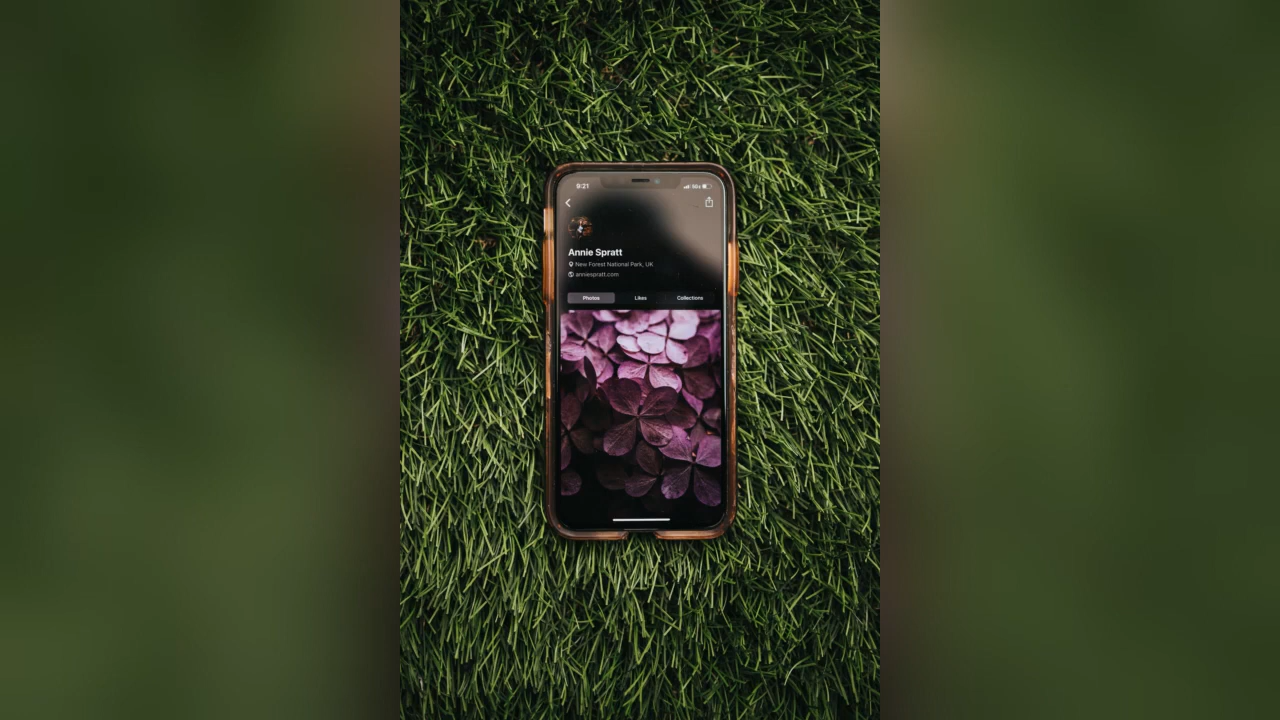 9:21
Annie Spratt
New Forest National Park, UK
anniespratt.com
Photos Likes Collections